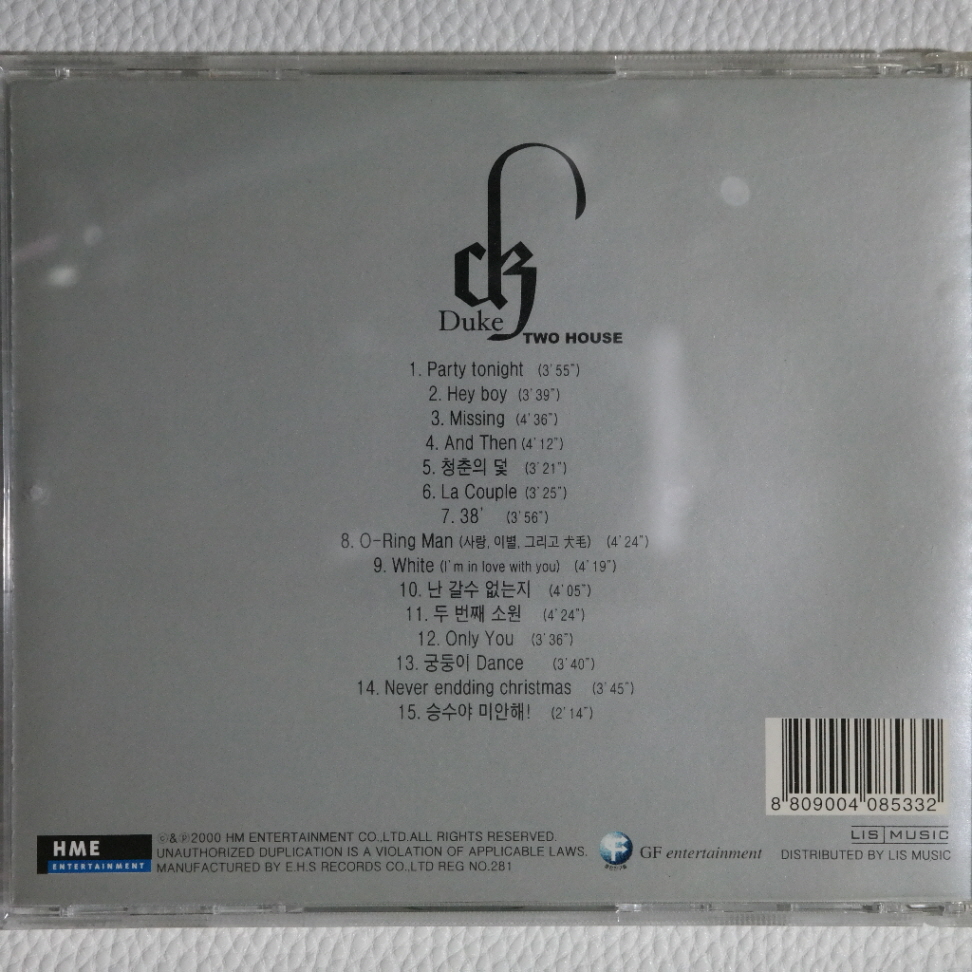 Duke
TWO HOUSE
1. Party tonight (3'55")
2. Hey boy (3'39")
3. Missing (4'36")
4. And Then (4'12")
5. 청춘의 덫 (3'21")
6. La Couple (3'25")
7. 38' (3'56")
8. O-Ring Man (사랑, 이별, 그리고 犬毛) (4'24")
9. White (I'm in love with you) (4'19")
10. 난 갈수 없는지 (4'05")
11. 두 번째 소원 (4'24")
12. Only You (3'36")
13. 궁둥이 Dance (3'40")
14. Never endding christmas (3'45")
15. 승수야 미안해! (2'14")
8 809004 085332
HME
ENTERTAINMENT
ⓒ&ⓟ2000 HM ENTERTAINMENT CO.,LTD.ALL RIGHTS RESERVED.
UNAUTHORIZED DUPLICATION IS A VIOLATION OF APPLICABLE LAWS.
MANUFACTURED BY E.H.S RECORDS CO.,LTD REG NO.281
GF entertainment
LIS MUSIC
DISTRIBUTED BY LIS MUSIC